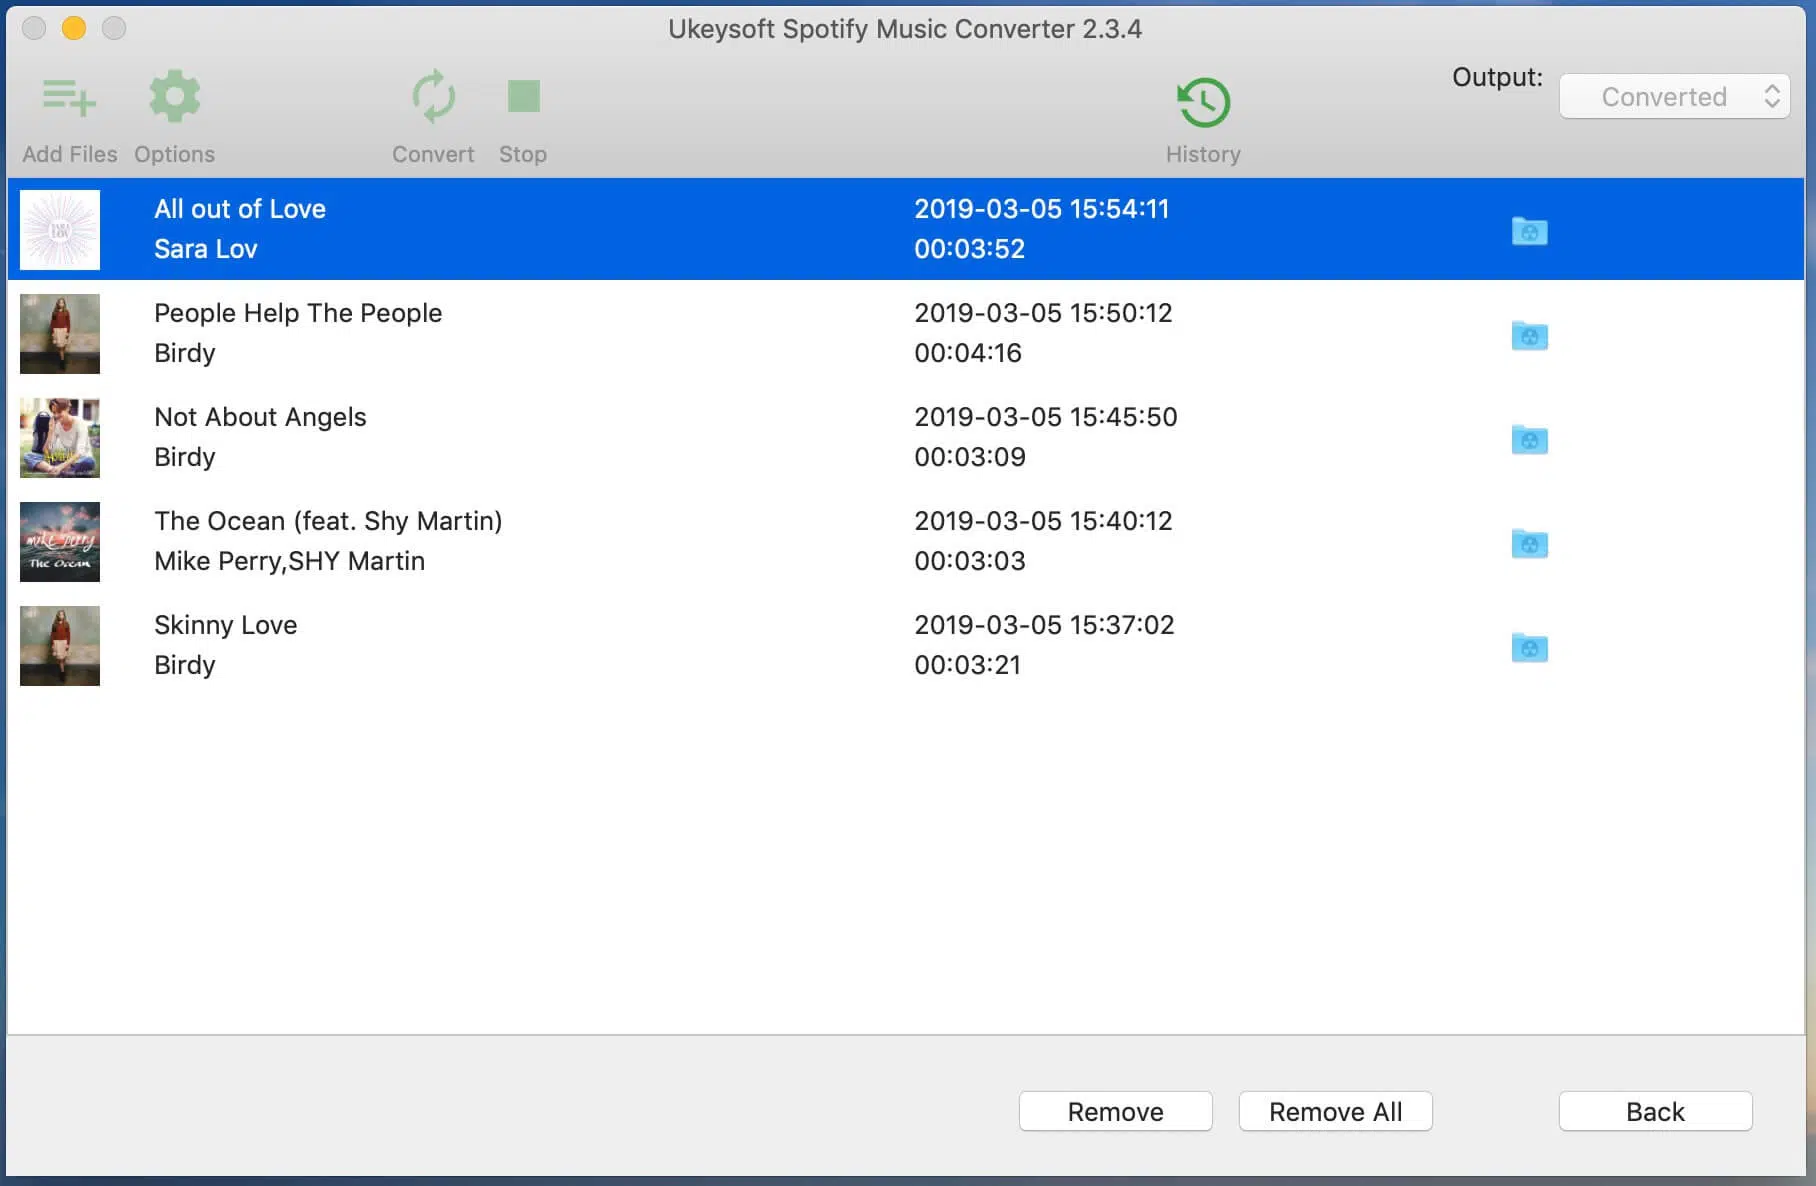 Ukeysoft Spotify Music Converter 2.3.4
Output:
Converted
Add Files Options Convert Stop History
All out of Love 2019-03-05 15:54:11
Sara Lov 00:03:52
People Help The People 2019-03-05 15:50:12
Birdy 00:04:16
Not About Angels 2019-03-05 15:45:50
Birdy 00:03:09
The Ocean (feat. Shy Martin) 2019-03-05 15:40:12
Mike Perry,SHY Martin 00:03:03
mike perry
THE OCEAN
Skinny Love 2019-03-05 15:37:02
Birdy 00:03:21
Remove Remove All Back